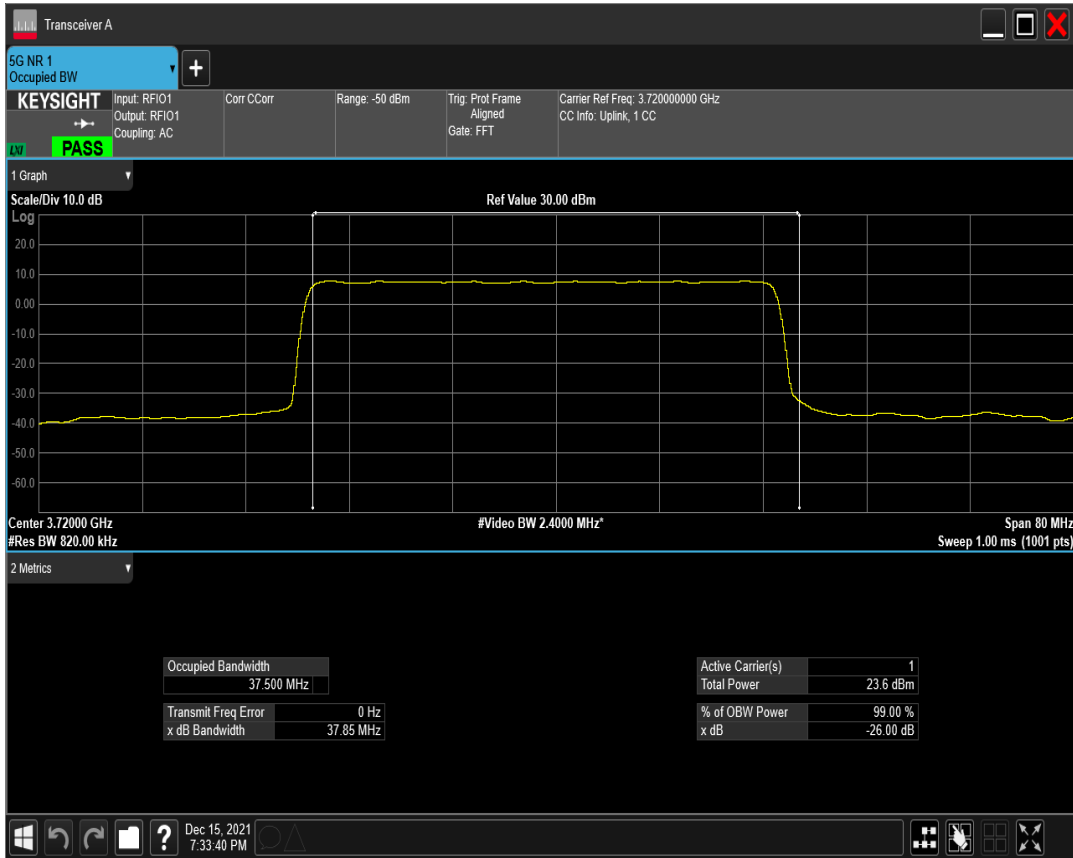 Transceiver A
5G NR 1
Occupied BW
KEYSIGHT
LXI
PASS
Input: RFIO1
Output: RFIO1
Coupling: AC
Corr CCorr
Range: -50 dBm
Trig: Prot Frame
Aligned
Gate: FFT
Carrier Ref Freq: 3.720000000 GHz
CC Info: Uplink, 1 CC
1 Graph
Scale/Div 10.0 dB
Ref Value 30.00 dBm
Log
20.0
10.0
0.00
-10.0
-20.0
-30.0
-40.0
-50.0
-60.0
Center 3.72000 GHz
#Video BW 2.4000 MHz*
Span 80 MHz
#Res BW 820.00 kHz
Sweep 1.00 ms (1001 pts)
2 Metrics
Occupied Bandwidth
37.500 MHz
Transmit Freq Error 0 Hz
x dB Bandwidth 37.85 MHz
Active Carrier(s) 1
Total Power 23.6 dBm
% of OBW Power 99.00 %
x dB -26.00 dB
?
Dec 15, 2021
7:33:40 PM